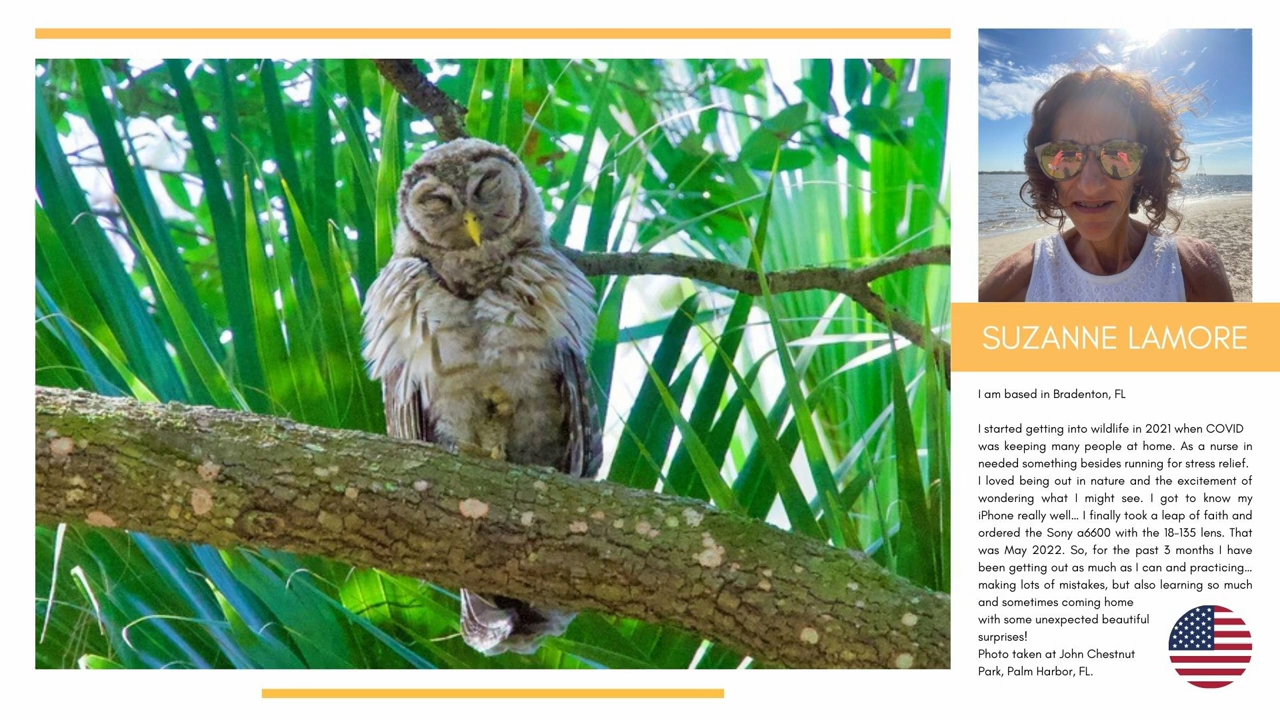 SUZANNE LAMORE
I am based in Bradenton, FL
I started getting into wildlife in 2021 when COVID
was keeping many people at home. As a nurse in
needed something besides running for stress relief.
I loved being out in nature and the excitement of
wondering what I might see. I got to know my
iPhone really well... I finally took a leap of faith and
ordered the Sony a6600 with the 18-135 lens. That
was May 2022. So, for the past 3 months I have
been getting out as much as I can and practicing...
making lots of mistakes, but also learning so much
and sometimes coming home
with some unexpected beautiful
surprises!
Photo taken at John Chestnut
Park, Palm Harbor, FL.